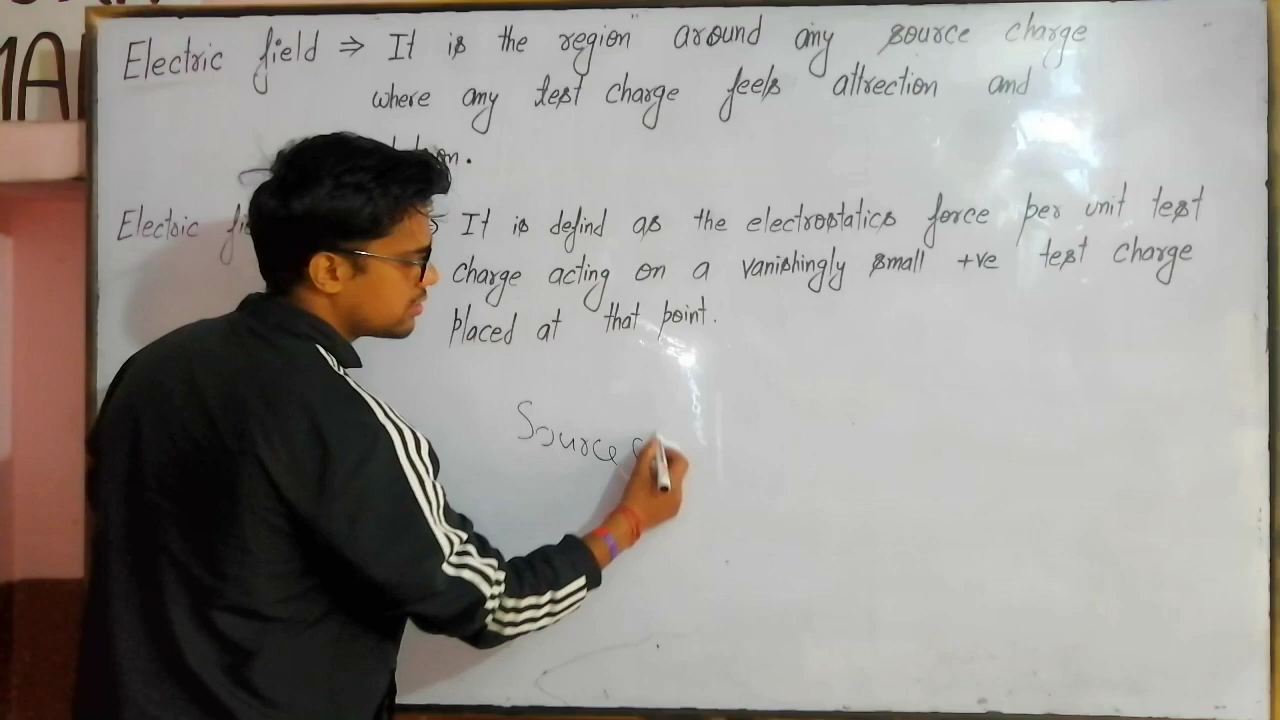 MAI
Electric field ⇒ It is the region" around any source charge
where any test charge feels attrection and
Electric It is defind as the electrostatics force per unit test
charge acting on a vanishingly small +ve test charge
placed at that point.
Source